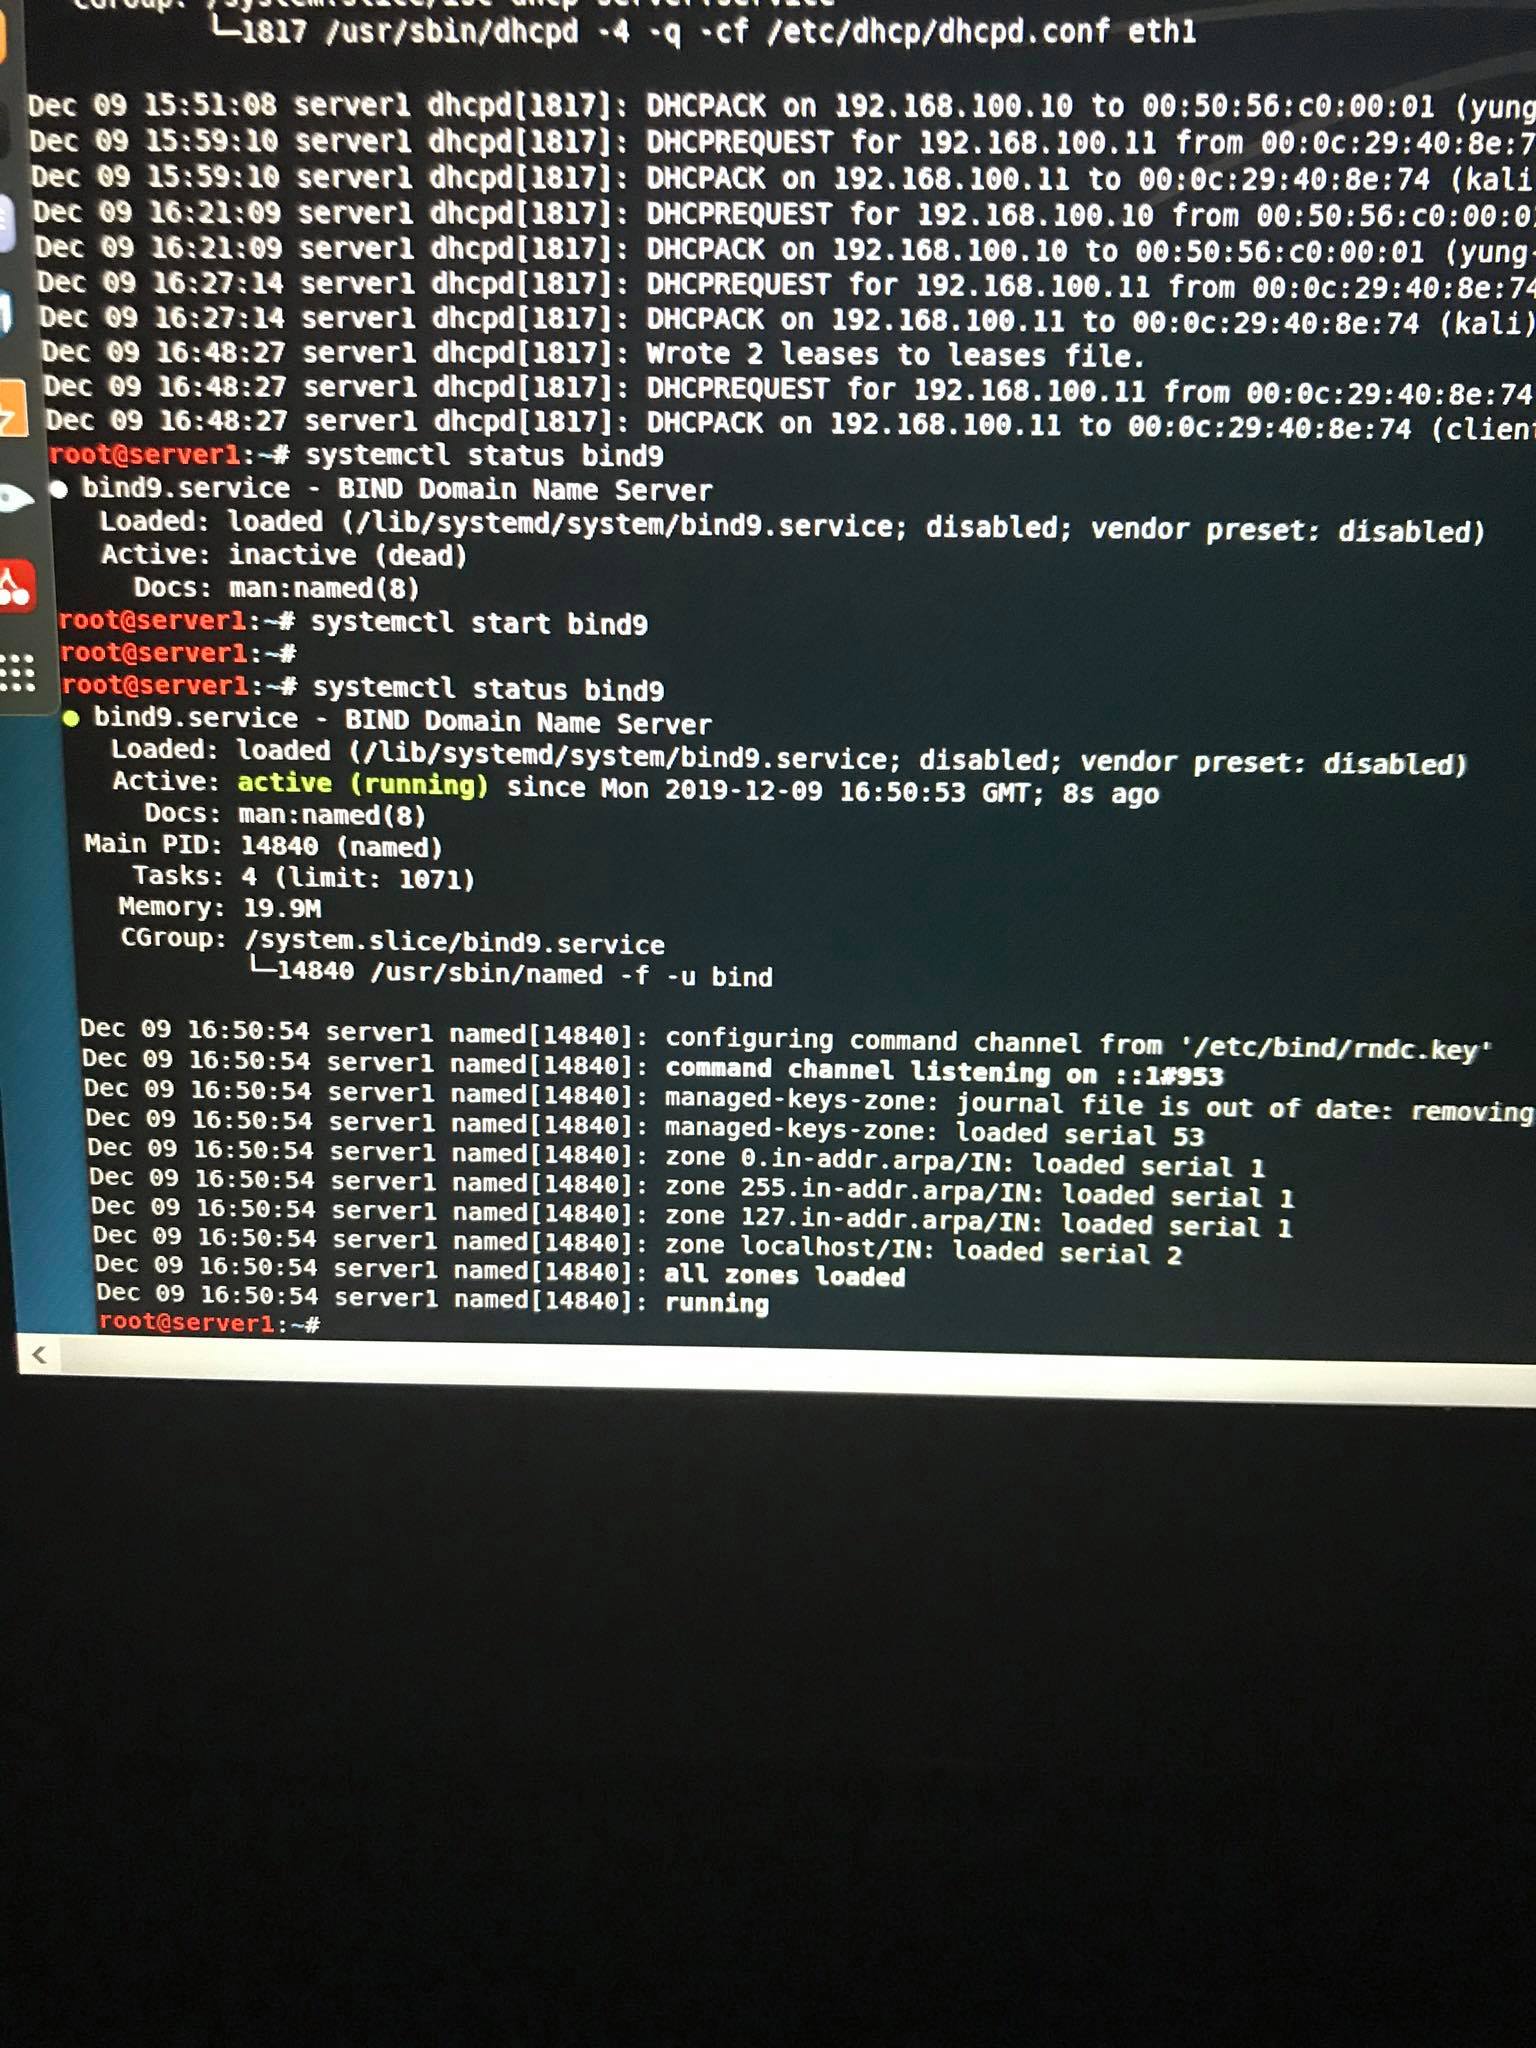 └─1817 /usr/sbin/dhcpd -4 -q -cf /etc/dhcp/dhcpd.conf eth1
Dec 09 15:51:08 server1 dhcpd[1817]: DHCPACK on 192.168.100.10 to 00:50:56:c0:00:01 (yung
Dec 09 15:59:10 server1 dhcpd[1817]: DHCPREQUEST for 192.168.100.11 from 00:0c:29:40:8e:7
Dec 09 15:59:10 server1 dhcpd[1817]: DHCPACK on 192.168.100.11 to 00:0c:29:40:8e:74 (kali
Dec 09 16:21:09 server1 dhcpd[1817]: DHCPREQUEST for 192.168.100.10 from 00:50:56:c0:00:0
Dec 09 16:21:09 server1 dhcpd[1817]: DHCPACK on 192.168.100.10 to 00:50:56:c0:00:01 (yung-
Dec 09 16:27:14 server1 dhcpd[1817]: DHCPREQUEST for 192.168.100.11 from 00:0c:29:40:8e:74
Dec 09 16:27:14 server1 dhcpd[1817]: DHCPACK on 192.168.100.11 to 00:0c:29:40:8e:74 (kali)
Dec 09 16:48:27 server1 dhcpd[1817]: Wrote 2 leases to leases file.
Dec 09 16:48:27 server1 dhcpd[1817]: DHCPREQUEST for 192.168.100.11 from 00:0c:29:40:8e:74
Dec 09 16:48:27 server1 dhcpd[1817]: DHCPACK on 192.168.100.11 to 00:0c:29:40:8e:74 (client
root@server1:~# systemctl status bind9
● bind9.service - BIND Domain Name Server
Loaded: loaded (/lib/systemd/system/bind9.service; disabled; vendor preset: disabled)
Active: inactive (dead)
Docs: man:named(8)
root@server1:~# systemctl start bind9
root@server1:~#
root@server1:~# systemctl status bind9
● bind9.service - BIND Domain Name Server
Loaded: loaded (/lib/systemd/system/bind9.service; disabled; vendor preset: disabled)
Active: active (running) since Mon 2019-12-09 16:50:53 GMT; 8s ago
Docs: man:named(8)
Main PID: 14840 (named)
Tasks: 4 (limit: 1071)
Memory: 19.9M
CGroup: /system.slice/bind9.service
└─14840 /usr/sbin/named -f -u bind
Dec 09 16:50:54 server1 named[14840]: configuring command channel from '/etc/bind/rndc.key'
Dec 09 16:50:54 server1 named[14840]: command channel listening on ::1#953
Dec 09 16:50:54 server1 named[14840]: managed-keys-zone: journal file is out of date: removing
Dec 09 16:50:54 server1 named[14840]: managed-keys-zone: loaded serial 53
Dec 09 16:50:54 server1 named[14840]: zone 0.in-addr.arpa/IN: loaded serial 1
Dec 09 16:50:54 server1 named[14840]: zone 255.in-addr.arpa/IN: loaded serial 1
Dec 09 16:50:54 server1 named[14840]: zone 127.in-addr.arpa/IN: loaded serial 1
Dec 09 16:50:54 server1 named[14840]: zone localhost/IN: loaded serial 2
Dec 09 16:50:54 server1 named[14840]: all zones loaded
Dec 09 16:50:54 server1 named[14840]: running
root@server1:~#